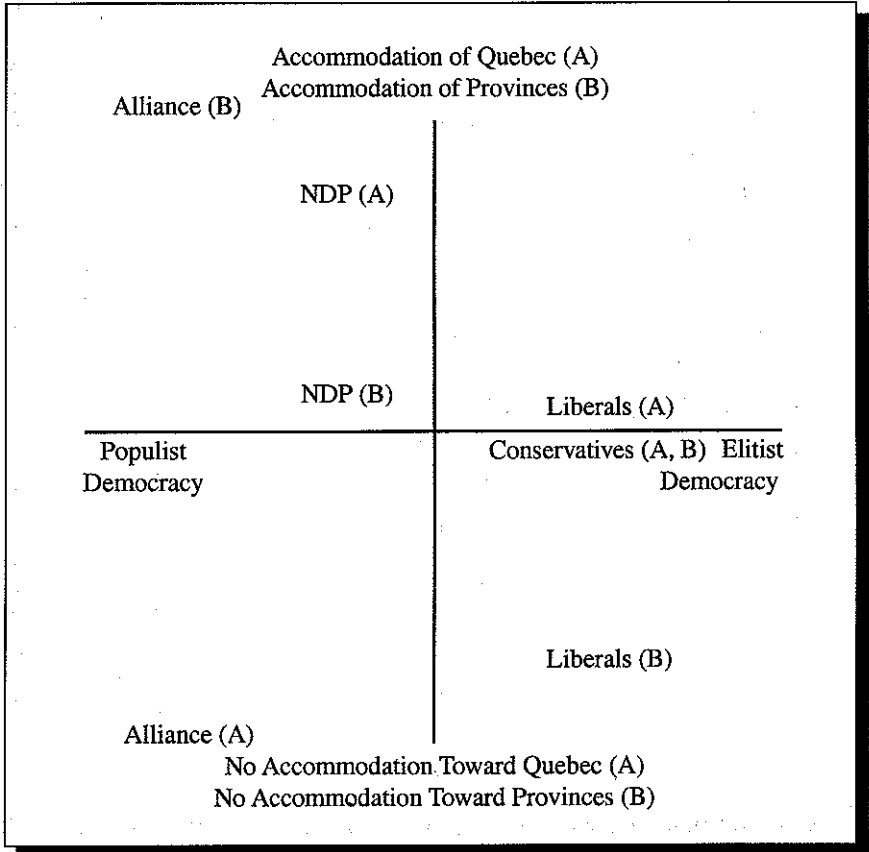 Accommodation of Quebec (A)
Accommodation of Provinces (B)
Alliance (B)
NDP (A)
NDP (B)
Liberals (A)
Populist
Democracy
Conservatives (A, B) Elitist
Democracy
Liberals (B)
Alliance (A)
No Accommodation Toward Quebec (A)
No Accommodation Toward Provinces (B)